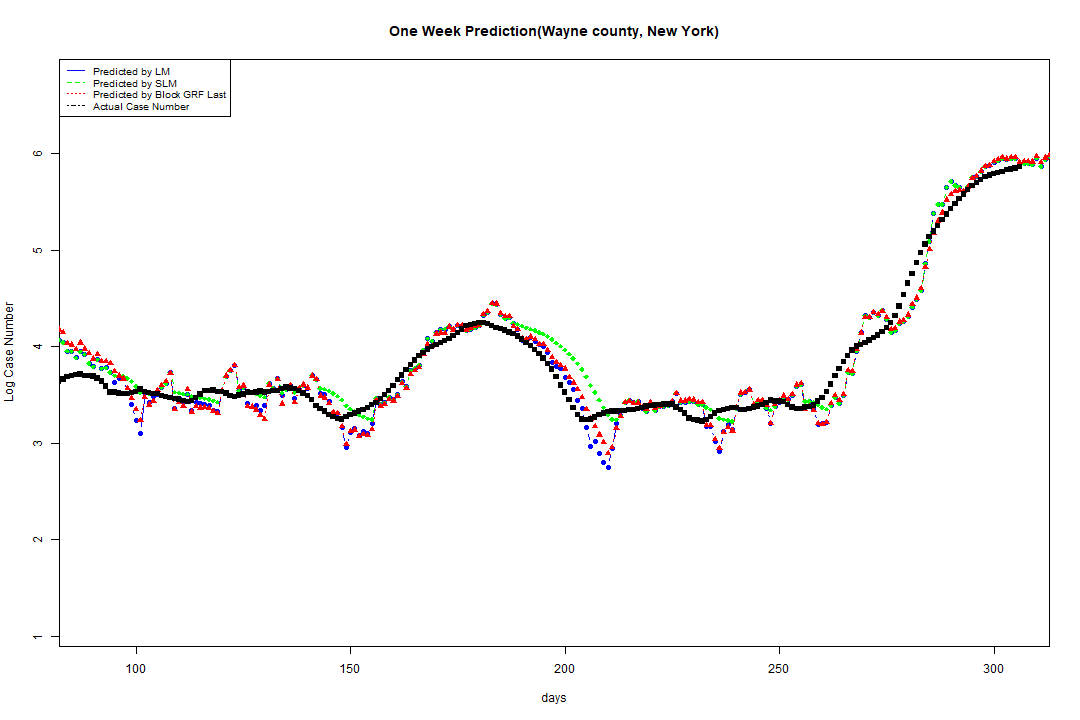 One Week Prediction(Wayne county, New York)
Predicted by LM
Predicted by SLM
Predicted by Block GRF Last
Actual Case Number
Log Case Number
6
5
4
3
2
1
100 150 200 250 300
days